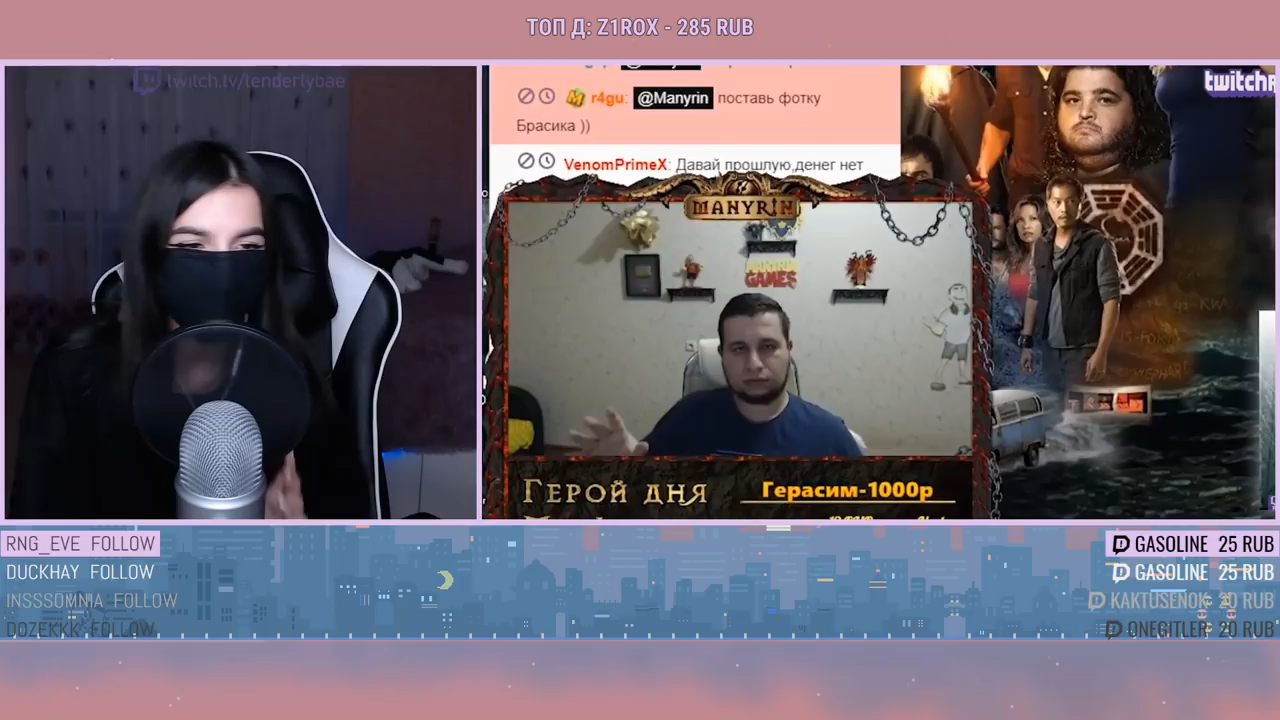 ТОП Д: Z1ROX - 285 RUB
twitch.tv/tenderlybae
r4gu: @Manyrin поставь фотку
Брасика ))
VenomPrimeX: Давай прошлую,денег нет
MANYRIN
MANYRIN
GAMES
Герой дня
Герасим-1000р
twitch
RNG_EVE FOLLOW
DUCKHAY FOLLOW
INSSSOMNIA FOLLOW
DOZEKKK FOLLOW
GASOLINE 25 RUB
GASOLINE 25 RUB
KAKTUSENOK 20 RUB
ONEGITLER 20 RUB